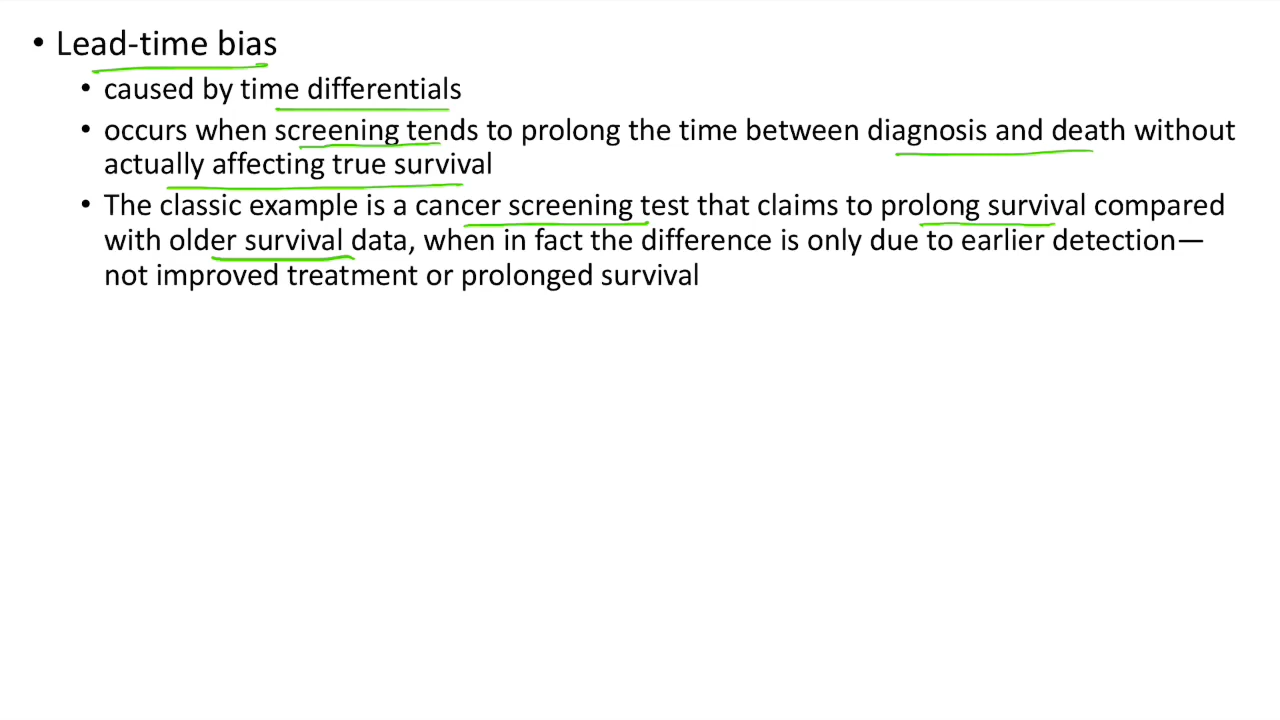 • Lead-time bias
• caused by time differentials
• occurs when screening tends to prolong the time between diagnosis and death without
actually affecting true survival
• The classic example is a cancer screening test that claims to prolong survival compared
with older survival data, when in fact the difference is only due to earlier detection—
not improved treatment or prolonged survival